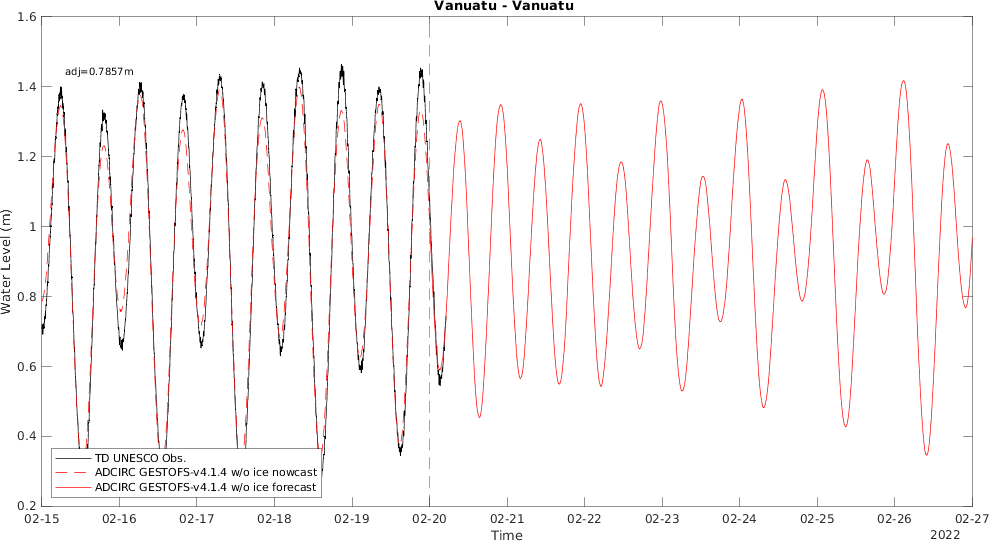 Vanuatu - Vanuatu
adj=0.7857m
Water Level (m)
1.6
1.4
1.2
1
0.8
0.6
0.4
0.2
TD UNESCO Obs.
ADCIRC GESTOFS-v4.1.4 w/o ice nowcast
ADCIRC GESTOFS-v4.1.4 w/o ice forecast
02-15 02-16 02-17 02-18 02-19 02-20 02-21 02-22 02-23 02-24 02-25 02-26 02-27
Time
2022